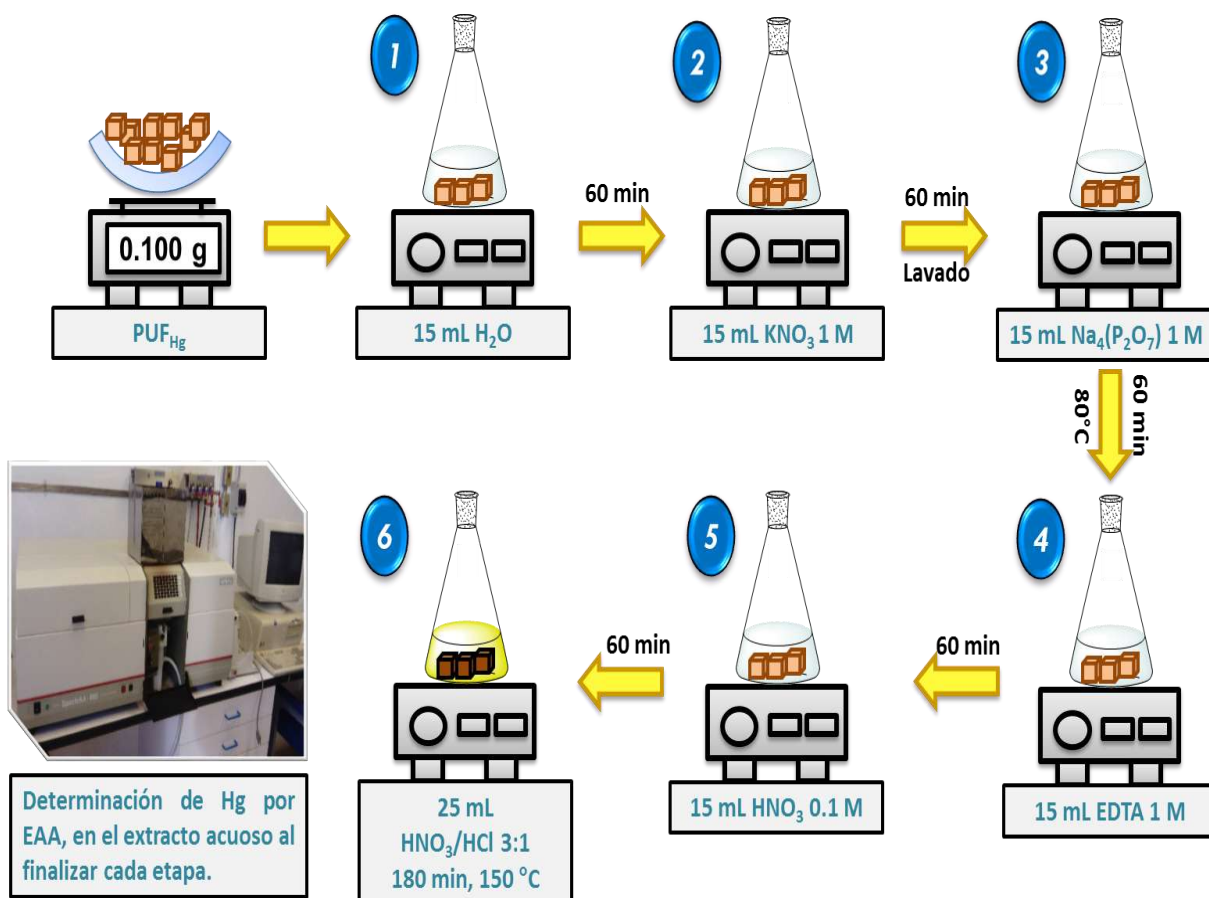 1
2
3
0.100 g
60 min
60 min
Lavado
PUF_Hg
15 mL H₂O
15 mL KNO₃ 1 M
15 mL Na₄(P₂O₇) 1 M
60 min
80°C
6
5
4
60 min
60 min
Determinación de Hg por
EAA, en el extracto acuoso al
finalizar cada etapa.
25 mL
HNO₃/HCl 3:1
180 min, 150 °C
15 mL HNO₃ 0.1 M
15 mL EDTA 1 M